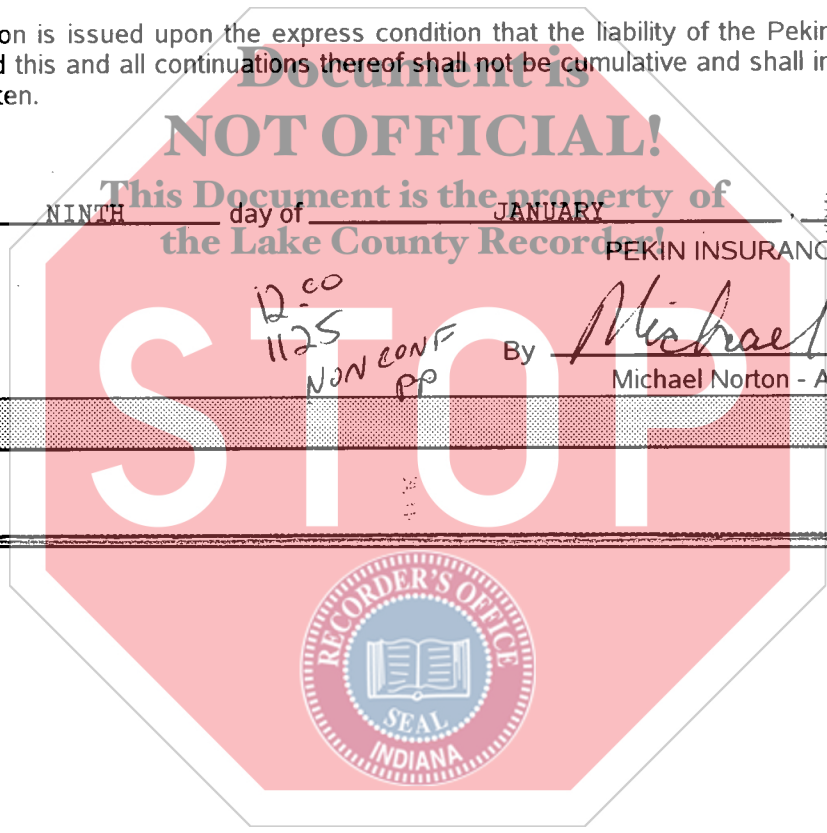 on is issued upon the express condition that the liability of the Pekin
d this and all continuations thereof shall not be cumulative and shall in
ten.
Document is
NOT OFFICIAL!
This Document is the property of
the Lake County Recorder!
NINTH day of JANUARY ,
PEKIN INSURANC
12.00
1125
NON CONF
PP
By Michael
Michael Norton - A
STOP
RECORDER'S OFFICE
SEAL
INDIANA